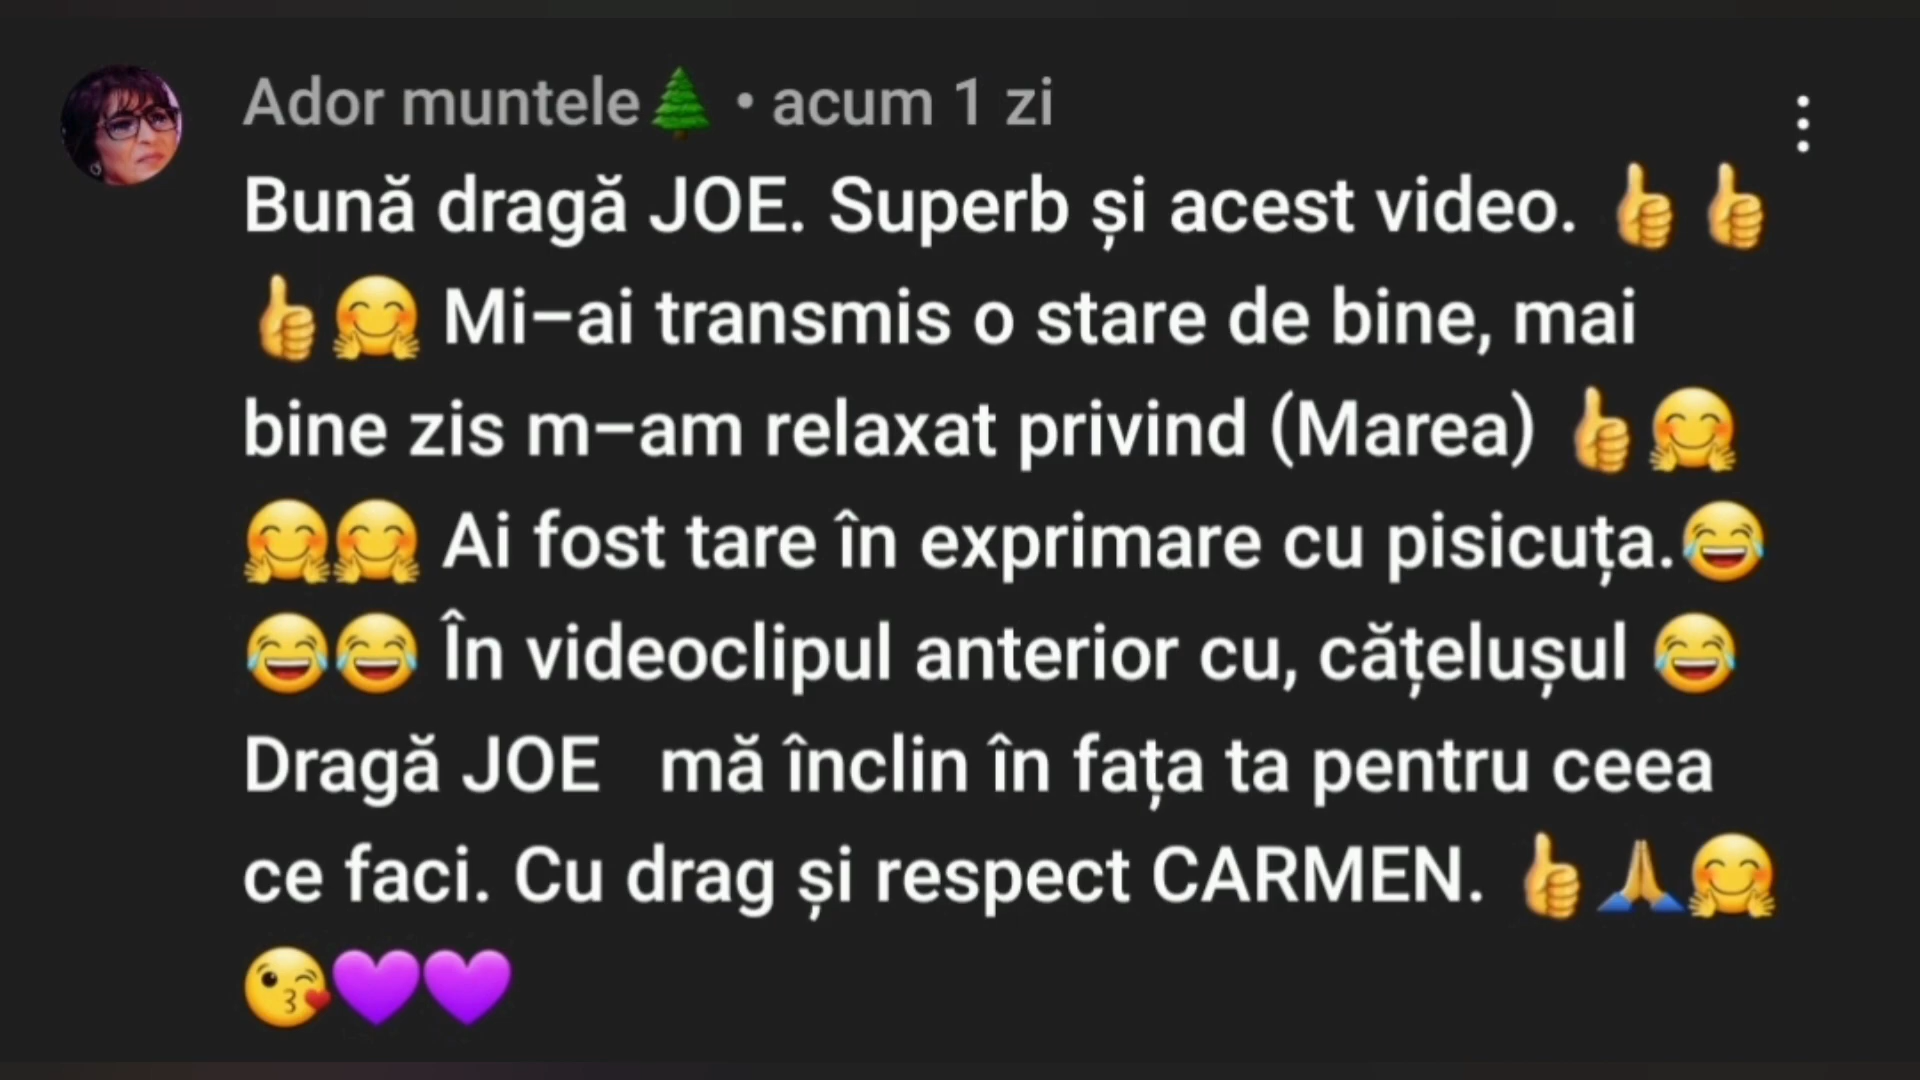 Ador muntele🌲 • acum 1 zi
Bună dragă JOE. Superb și acest video. 👍👍
👍🤗 Mi–ai transmis o stare de bine, mai
bine zis m–am relaxat privind (Marea) 👍🤗
🤗🤗 Ai fost tare în exprimare cu pisicuța.😂
😂😂 În videoclipul anterior cu, cățelușul 😂
Dragă JOE   mă înclin în fața ta pentru ceea
ce faci. Cu drag și respect CARMEN. 👍🙏🤗
😘💜💜